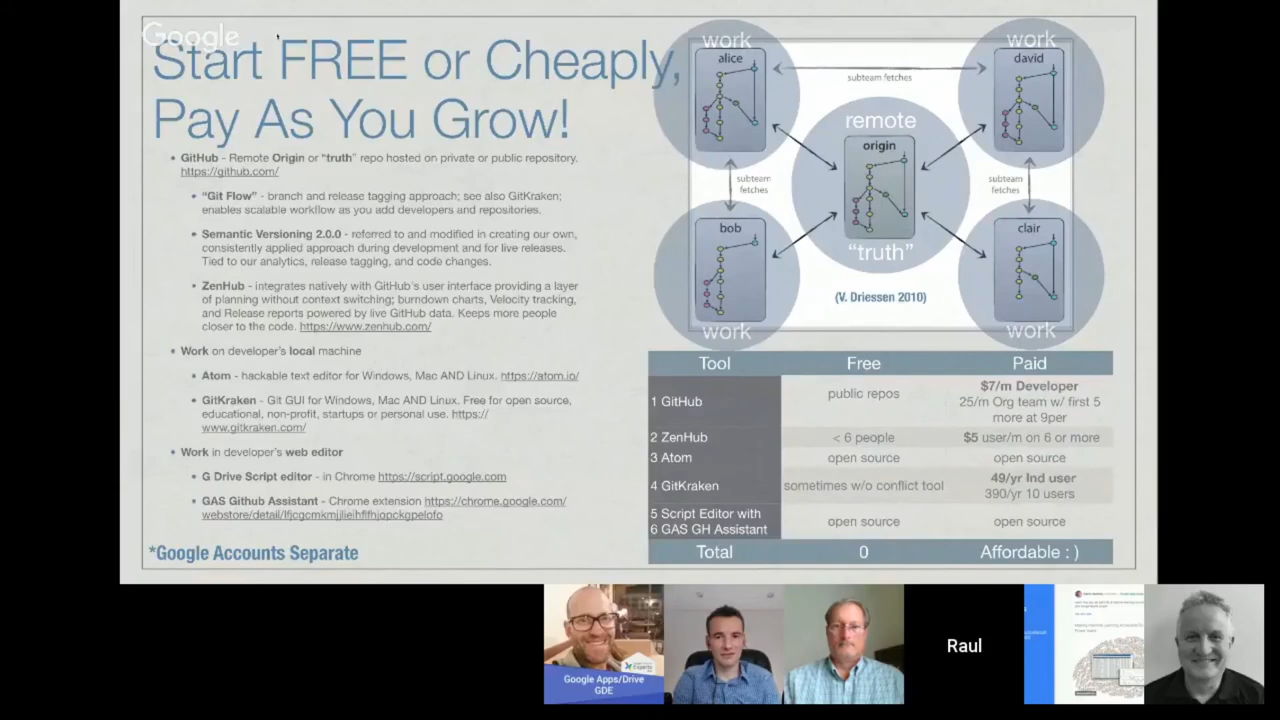 Google
Start FREE or Cheaply,
Pay As You Grow!
• GitHub - Remote Origin or "truth" repo hosted on private or public repository.
https://github.com/
• "Git Flow" - branch and release tagging approach; see also GitKraken;
enables scalable workflow as you add developers and repositories.
• Semantic Versioning 2.0.0 - referred to and modified in creating our own,
consistently applied approach during development and for live releases.
Tied to our analytics, release tagging, and code changes.
• ZenHub - integrates natively with GitHub's user interface providing a layer
of planning without context switching; burndown charts, Velocity tracking,
and Release reports powered by live GitHub data. Keeps more people
closer to the code. https://www.zenhub.com/
• Work on developer's local machine
• Atom - hackable text editor for Windows, Mac AND Linux. https://atom.io/
• GitKraken - Git GUI for Windows, Mac AND Linux. Free for open source,
educational, non-profit, startups or personal use. https://
www.gitkraken.com/
• Work in developer's web editor
• G Drive Script editor - in Chrome https://script.google.com
• GAS Github Assistant - Chrome extension https://chrome.google.com/
*Google Accounts Separate
work
alice
work
david
subteam fetches
remote
origin
subteam
fetches
subteam
fetches
bob
clair
"truth"
(V. Driessen 2010)
work
work
Tool Free Paid
1 GitHub public repos $7/m Developer
25/m Org team w/ first 5
more at 9per
2 ZenHub < 6 people $5 user/m on 6 or more
3 Atom open source open source
4 GitKraken sometimes w/o conflict tool 49/yr Ind user
390/yr 10 users
5 Script Editor with
6 GAS GH Assistant open source open source
Total 0 Affordable : )
Experts
Google Apps/Drive
GDE
Raul